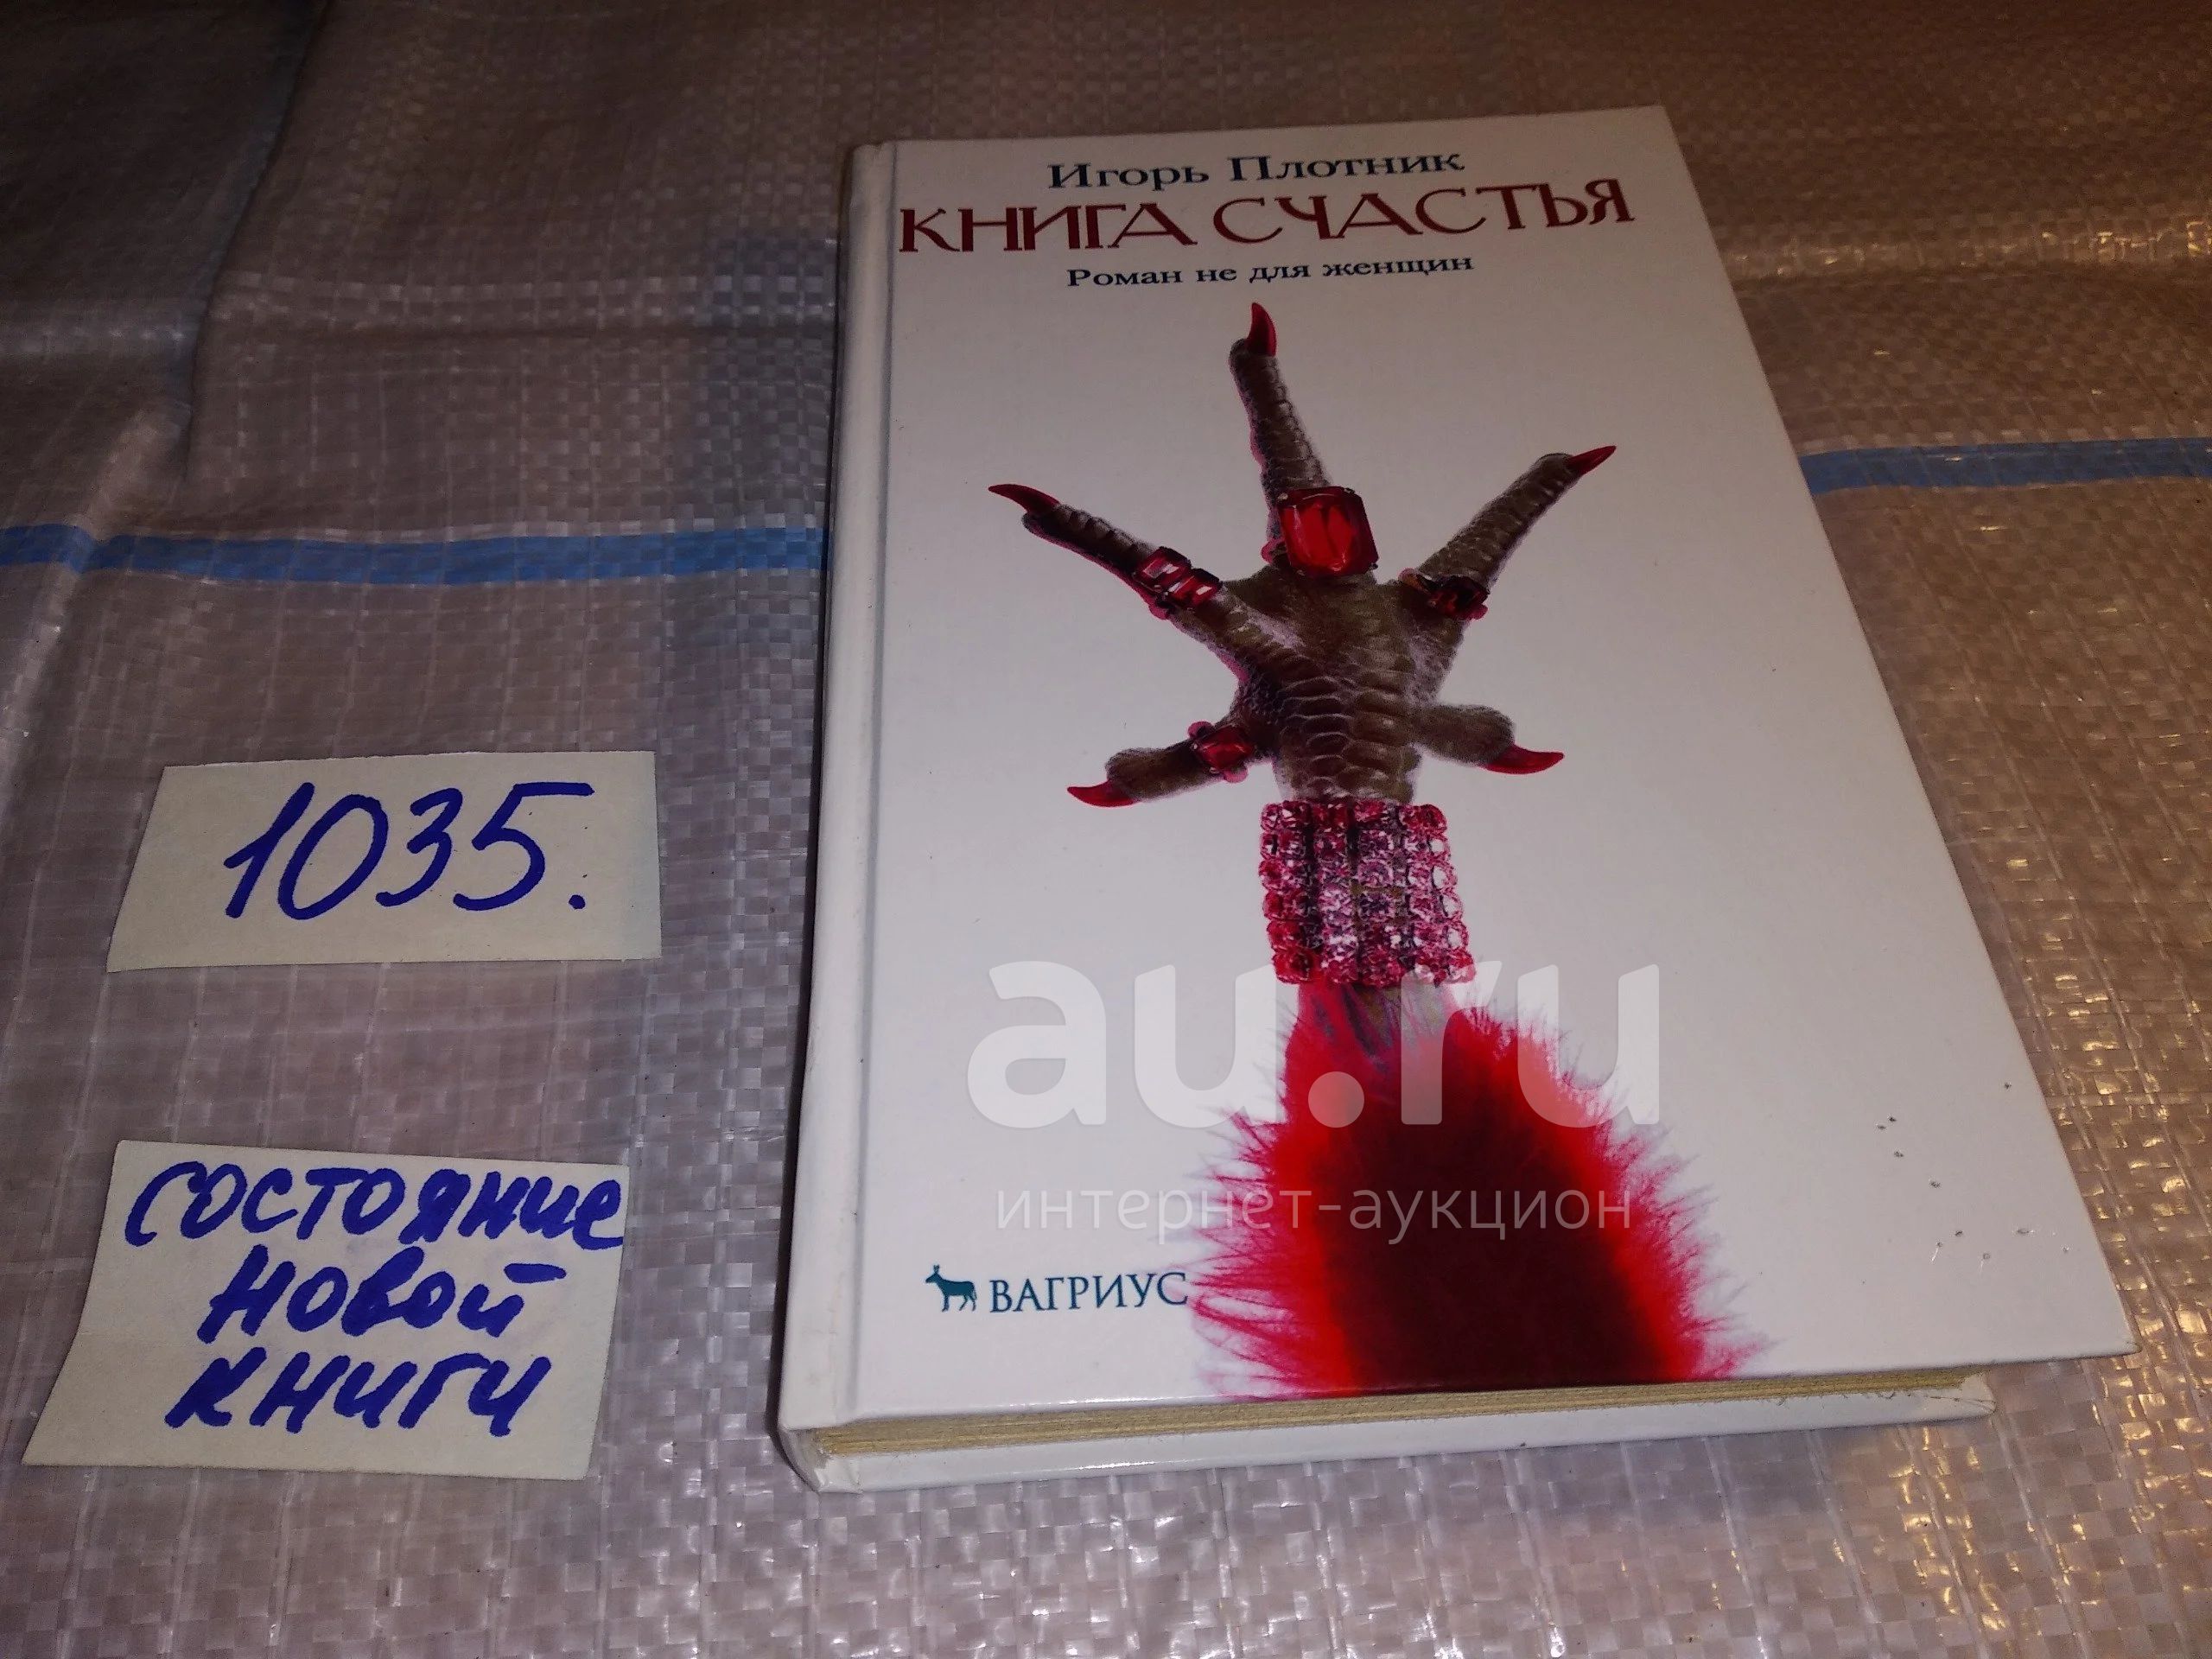 Игорь Плотник
КНИГА СЧАСТЬЯ
Роман не для женщин
1035.
au.ru
интернет-аукцион
состояние
новой
книги
ВАГРИУС